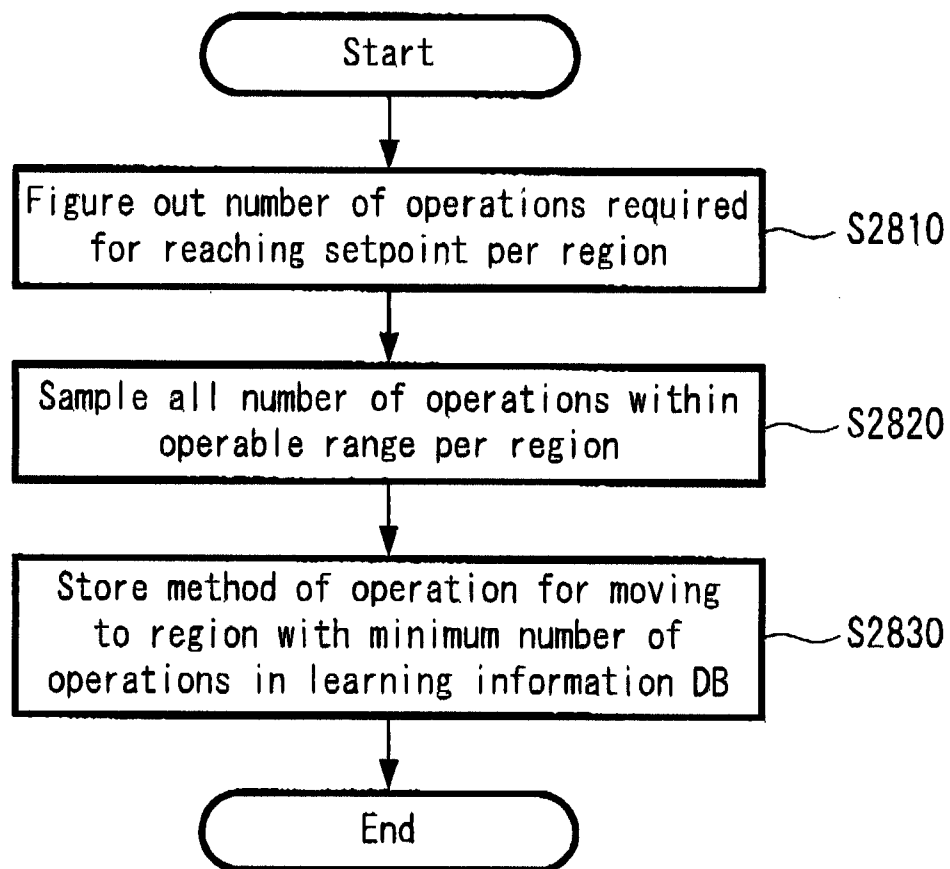 Start
Figure out number of operations required
for reaching setpoint per region
S2810
Sample all number of operations within
operable range per region
S2820
Store method of operation for moving
to region with minimum number of
operations in learning information DB
S2830
End